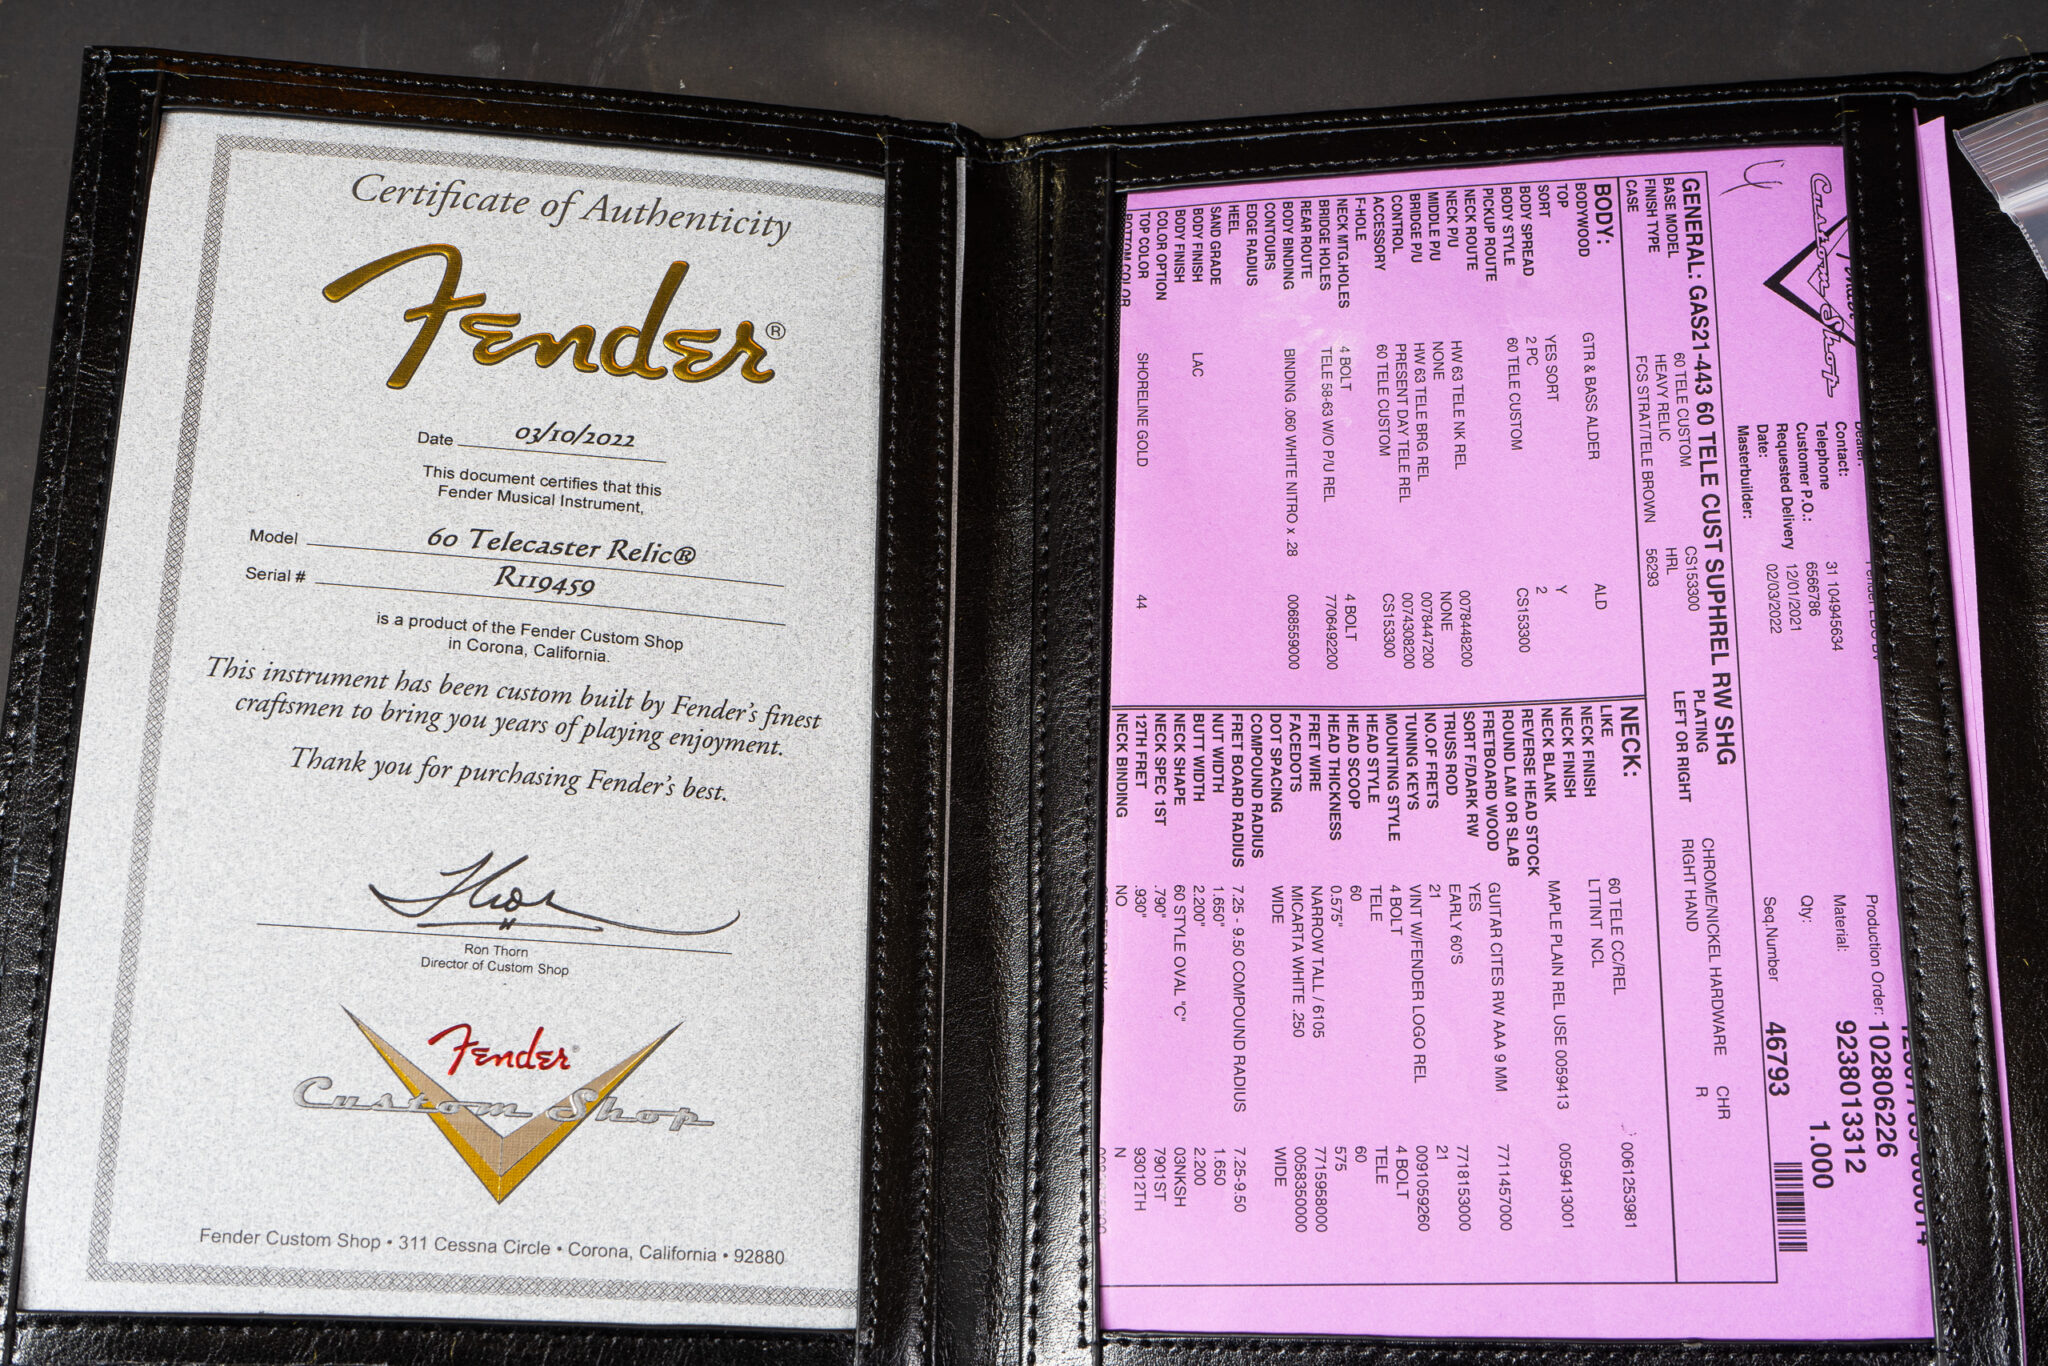 Certificate of Authenticity
Fender®
Date 03/10/2022
This document certifies that this
Fender Musical Instrument,
Model 60 Telecaster Relic®
Serial # R119459
is a product of the Fender Custom Shop
in Corona, California.
This instrument has been custom built by Fender's finest
craftsmen to bring you years of playing enjoyment.
Thank you for purchasing Fender's best.
Ron Thorn
Director of Custom Shop
Fender®
Custom Shop
Fender Custom Shop • 311 Cessna Circle • Corona, California • 92880
4
Fender
Custom Shop
Dealer:
Contact:
Telephone 31 104945634
Customer P.O.: 6566786
Requested Delivery 12/01/2021
Date: 02/03/2022
Masterbuilder:
Production Order: 102806226
Material: 9238013312
Qty: 1.000
Seq.Number 46793
GENERAL: GAS21-443 60 TELE CUST SUPHREL RW SHG
BASE MODEL 60 TELE CUSTOM CS153300 PLATING CHROME/NICKEL HARDWARE CHR
FINISH TYPE HEAVY RELIC HRL LEFT OR RIGHT RIGHT HAND R
CASE FCS STRAT/TELE BROWN 56293
BODY:
BODYWOOD GTR & BASS ALDER ALD
TOP
SORT YES SORT Y
BODY SPREAD 2 PC 2
BODY STYLE 60 TELE CUSTOM CS153300
PICKUP ROUTE
NECK ROUTE
NECK P/U HW 63 TELE NK REL 0078448200
MIDDLE P/U NONE NONE
BRIDGE P/U HW 63 TELE BRG REL 0078447200
CONTROL PRESENT DAY TELE REL 0074308200
ACCESSORY 60 TELE CUSTOM CS153300
F-HOLE
NECK MTG.HOLES 4 BOLT 4 BOLT
BRIDGE HOLES TELE 58-63 W/O P/U REL 7706492200
REAR ROUTE
BODY BINDING BINDING .060 WHITE NITRO x .28 0068559000
CONTOURS
EDGE RADIUS
HEEL
SAND GRADE
BODY FINISH LAC
BODY FINISH
COLOR OPTION
TOP COLOR SHORELINE GOLD 44
BOTTOM COLOR
NECK:
LIKE 60 TELE CC/REL 0061253981
NECK FINISH LTTINT NCL
NECK FINISH
NECK BLANK MAPLE PLAIN REL USE 0059413 0059413001
REVERSE HEAD STOCK
ROUND LAM OR SLAB
FRETBOARD WOOD GUITAR CITES RW AAA 9 MM 7711457000
SORT F/DARK RW YES
TRUSS ROD EARLY 60'S 7718153000
NO.OF FRETS 21 21
TUNING KEYS VINT W/FENDER LOGO REL 0091059260
MOUNTING STYLE 4 BOLT 4 BOLT
HEAD STYLE TELE TELE
HEAD SCOOP 60 60
HEAD THICKNESS 0.575" 575
FRET WIRE NARROW TALL / 6105 7715958000
FACEDOTS MICARTA WHITE .250 0058350000
DOT SPACING WIDE WIDE
COMPOUND RADIUS
FRET BOARD RADIUS 7.25 - 9.50 COMPOUND RADIUS 7.25-9.50
NUT WIDTH 1.650" 1.650
BUTT WIDTH 2.200" 2.200
NECK SHAPE 60 STYLE OVAL "C" 03NKSH
NECK SPEC 1ST .790" 7901ST
12TH FRET .930" 93012TH
NECK BINDING NO N